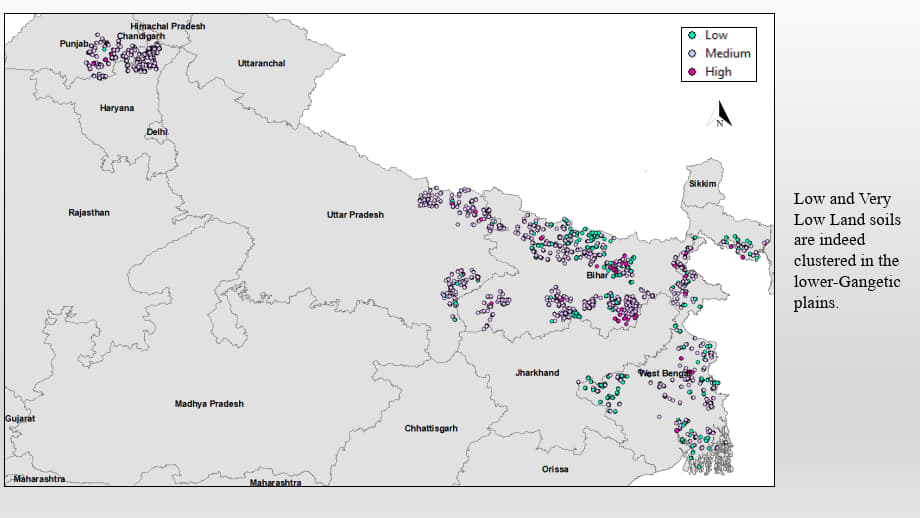 Himachal Pradesh
Chandigarh
Punjab
Uttaranchal
Haryana
Delhi
Rajasthan
Uttar Pradesh
Sikkim
Bihar
Jharkhand
West Bengal
Madhya Pradesh
Gujarat
Chhattisgarh
Orissa
Maharashtra
Maharashtra
Low
Medium
High
N
Low and Very
Low Land soils
are indeed
clustered in the
lower-Gangetic
plains.